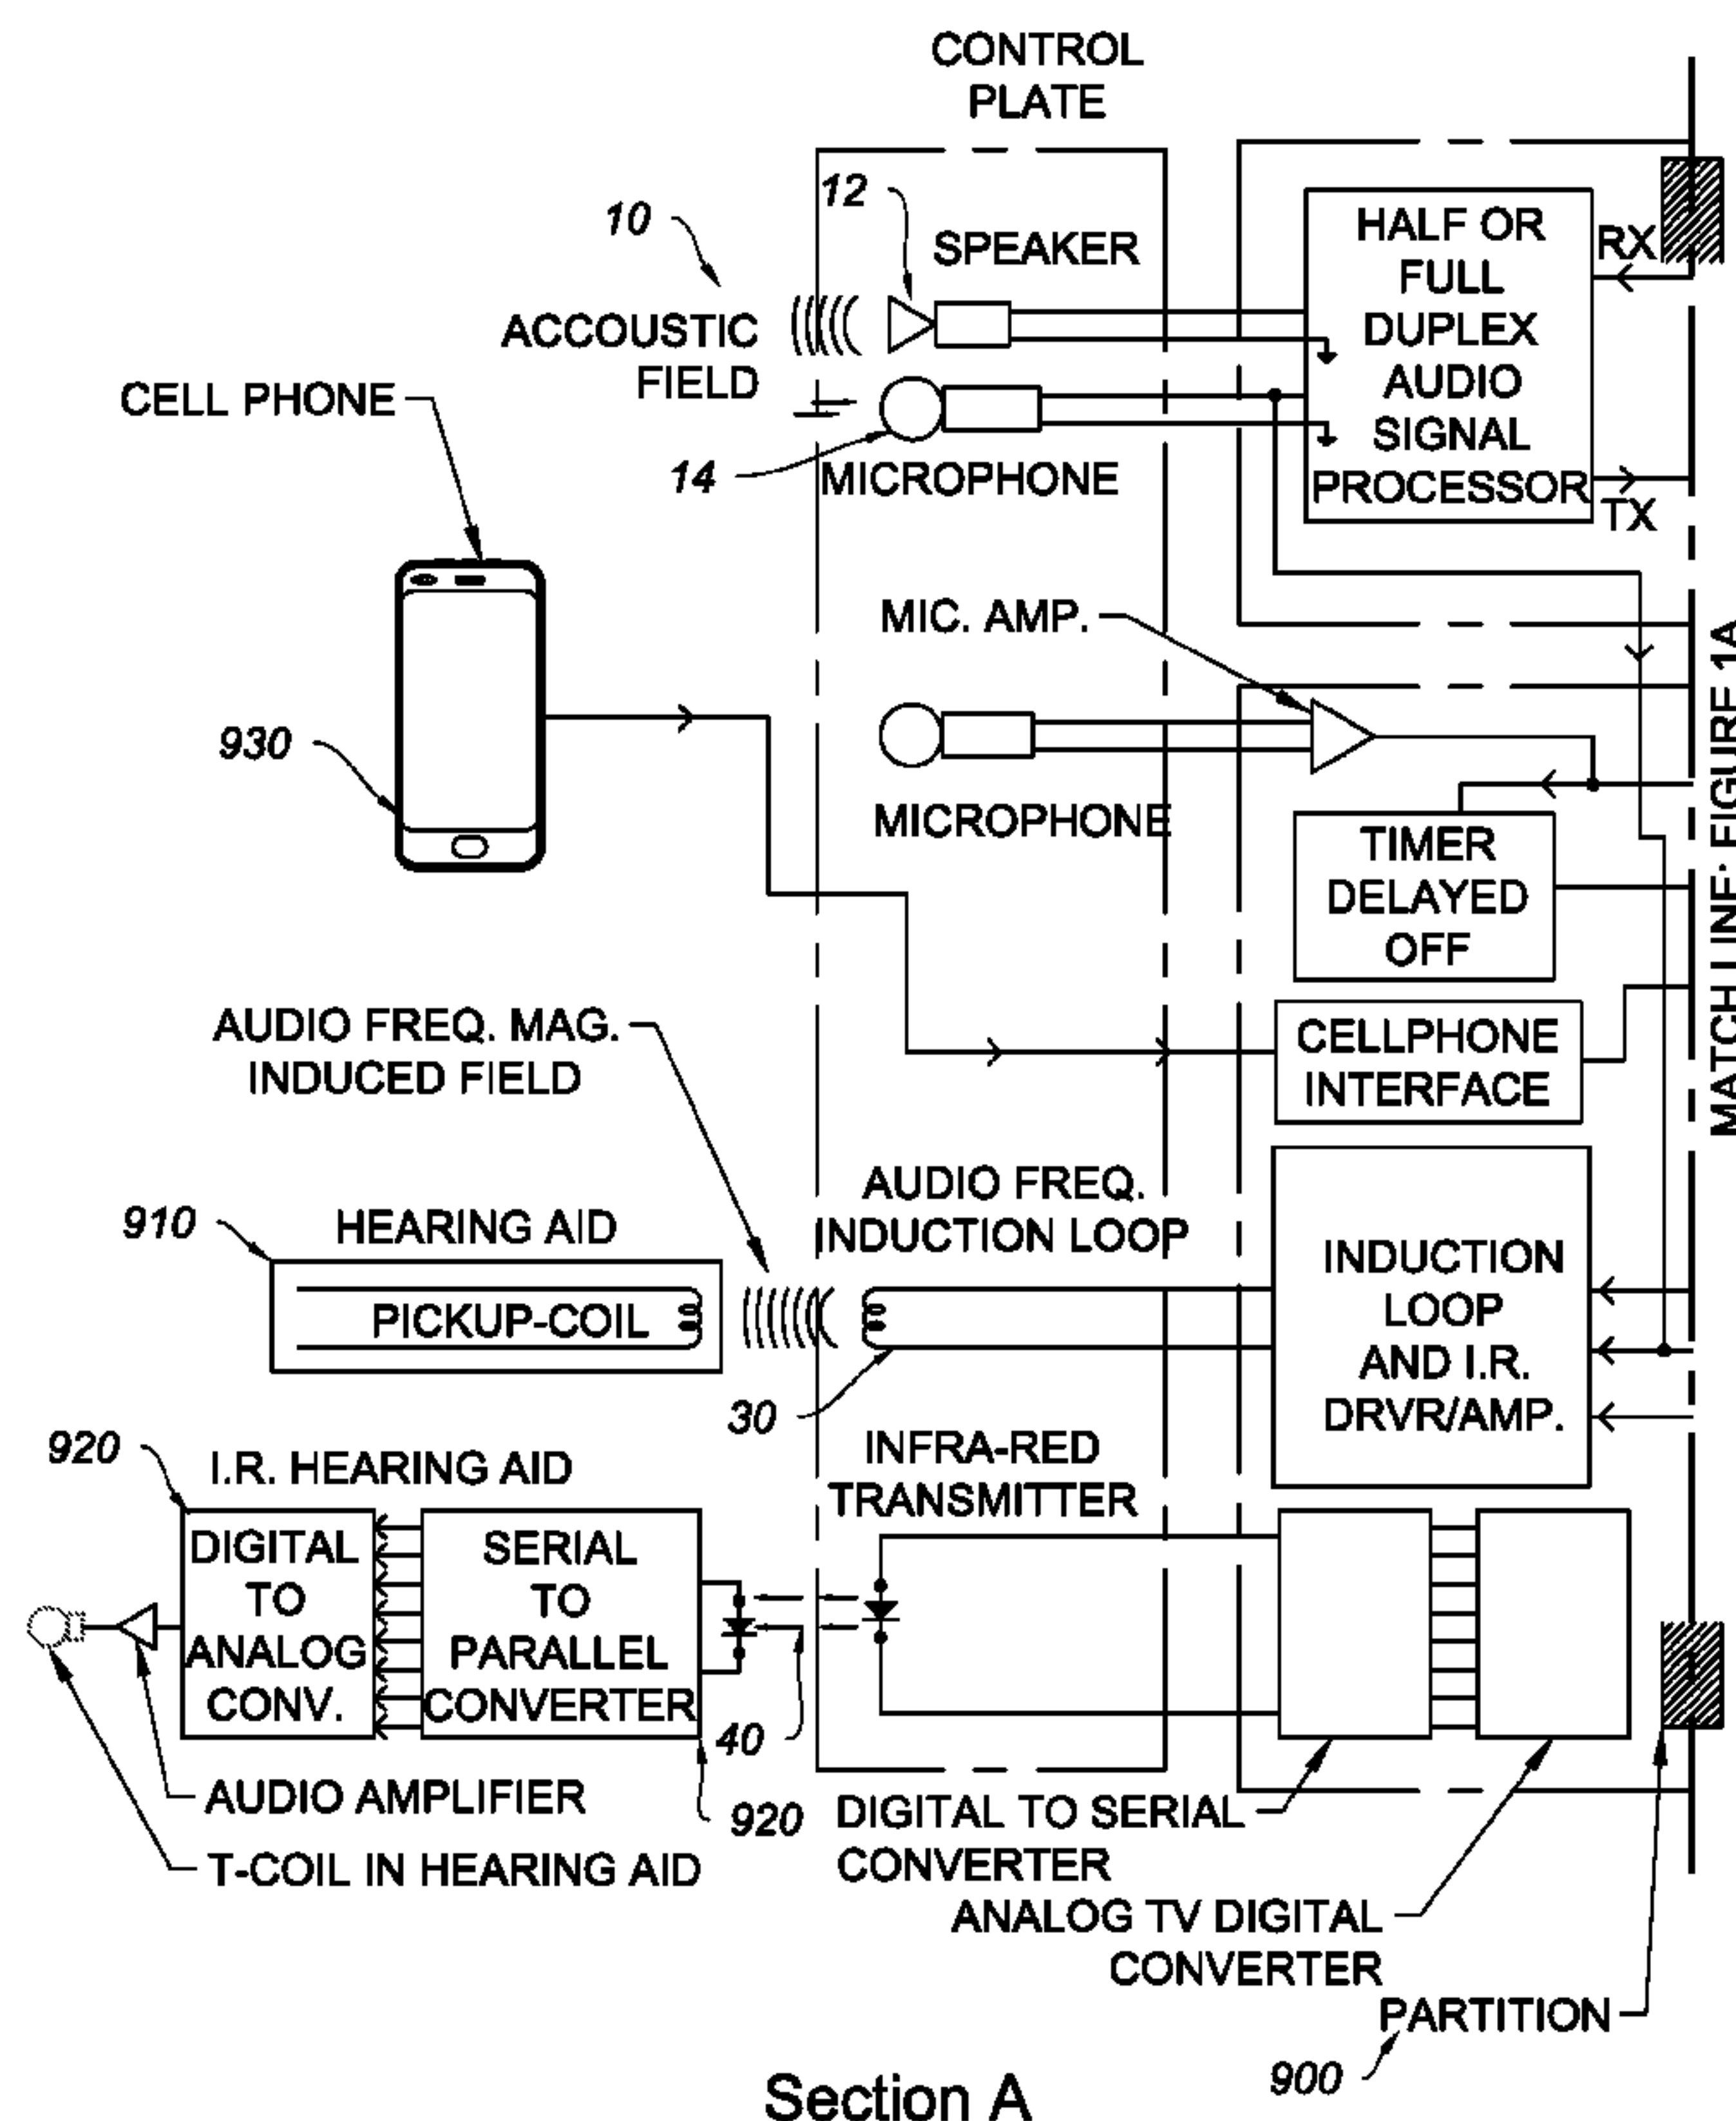 CONTROL
PLATE
12
10
SPEAKER
HALF OR
FULL
DUPLEX
AUDIO
SIGNAL
PROCESSOR
RX
TX
ACCOUSTIC
FIELD
CELL PHONE
14
MICROPHONE
MIC. AMP.
930
MICROPHONE
TIMER
DELAYED
OFF
MATCH LINE: FIGURE 1A
AUDIO FREQ. MAG.
INDUCED FIELD
CELLPHONE
INTERFACE
AUDIO FREQ.
INDUCTION LOOP
910
HEARING AID
PICKUP-COIL
INDUCTION
LOOP
AND I.R.
DRVR/AMP.
30
920
I.R. HEARING AID
INFRA-RED
TRANSMITTER
DIGITAL
TO
ANALOG
CONV.
SERIAL
TO
PARALLEL
CONVERTER
40
AUDIO AMPLIFIER
920
DIGITAL TO SERIAL
CONVERTER
T-COIL IN HEARING AID
ANALOG TV DIGITAL
CONVERTER
PARTITION
900
Section A